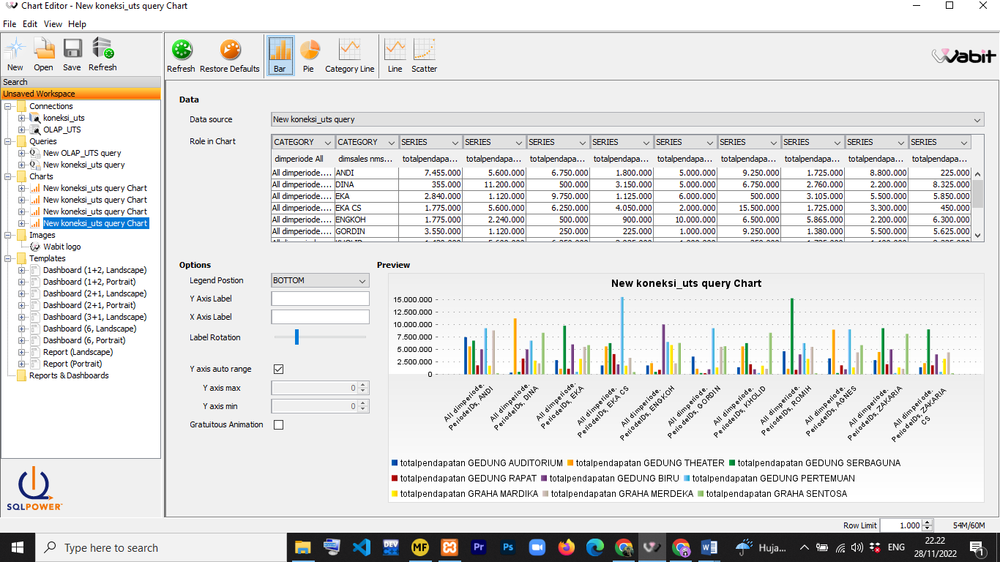 Chart Editor - New koneksi_uts query Chart
File Edit View Help
New Open Save Refresh
Refresh Restore Defaults Bar Pie Category Line Line Scatter
Wabit
Search
Unsaved Workspace
Connections
koneksi_uts
OLAP_UTS
Queries
New OLAP_UTS query
New koneksi_uts query
Charts
New koneksi_uts query Chart
New koneksi_uts query Chart
New koneksi_uts query Chart
New koneksi_uts query Chart
Images
Wabit logo
Templates
Dashboard (1+2, Landscape)
Dashboard (1+2, Portrait)
Dashboard (2+1, Landscape)
Dashboard (2+1, Portrait)
Dashboard (3+1, Landscape)
Dashboard (6, Landscape)
Dashboard (6, Portrait)
Report (Landscape)
Report (Portrait)
Reports & Dashboards
SQLPOWER
Data
Data source New koneksi_uts query
Role in Chart CATEGORY CATEGORY SERIES SERIES SERIES SERIES SERIES SERIES SERIES SERIES SERIES
dimperiode All dimsales nms... totalpendapa... totalpendapa... totalpendapa... totalpendapa... totalpendapa... totalpendapa... totalpendapa... totalpendapa... totalpendapa...
All dimperiode.... ANDI 7.455.000 5.600.000 6.750.000 1.800.000 5.000.000 9.250.000 1.725.000 8.800.000 225.000
All dimperiode.... DINA 355.000 11.200.000 500.000 3.150.000 5.000.000 6.750.000 2.760.000 2.200.000 8.325.000
All dimperiode.... EKA 2.840.000 1.120.000 9.750.000 1.125.000 6.000.000 500.000 3.105.000 5.500.000 5.850.000
All dimperiode.... EKA CS 1.775.000 5.600.000 6.250.000 4.050.000 2.000.000 15.500.000 1.725.000 3.300.000 450.000
All dimperiode.... ENGKOH 1.775.000 2.240.000 500.000 900.000 10.000.000 6.500.000 5.865.000 2.200.000 6.300.000
All dimperiode.... GORDIN 3.550.000 1.120.000 250.000 225.000 1.000.000 9.250.000 1.380.000 5.500.000 5.625.000
Options
Legend Postion BOTTOM
Y Axis Label
X Axis Label
Label Rotation
Y axis auto range
Y axis max 0
Y axis min 0
Gratuitous Animation
Preview
New koneksi_uts query Chart
15.000.000
12.500.000
10.000.000
7.500.000
5.000.000
2.500.000
0
All dimperiode.
PeriodeIDs, ANDI
All dimperiode.
PeriodeIDs, DINA
All dimperiode.
PeriodeIDs, EKA
All dimperiode.
PeriodeIDs, EKA CS
All dimperiode.
PeriodeIDs, ENGKOH
All dimperiode.
PeriodeIDs, GORDIN
All dimperiode.
PeriodeIDs, KHOLID
All dimperiode.
PeriodeIDs, ROMIH
All dimperiode.
PeriodeIDs, AGNES
All dimperiode.
PeriodeIDs, ZAKARIA
All dimperiode.
PeriodeIDs, ZAKARIA
CS
totalpendapatan GEDUNG AUDITORIUM totalpendapatan GEDUNG THEATER totalpendapatan GEDUNG SERBAGUNA
totalpendapatan GEDUNG RAPAT totalpendapatan GEDUNG BIRU totalpendapatan GEDUNG PERTEMUAN
totalpendapatan GRAHA MARDIKA totalpendapatan GRAHA MERDEKA totalpendapatan GRAHA SENTOSA
Row Limit 1.000 54M/60M
Type here to search
DEV
MF
Pr
Ps
Huja...
ENG
22.22
28/11/2022
1